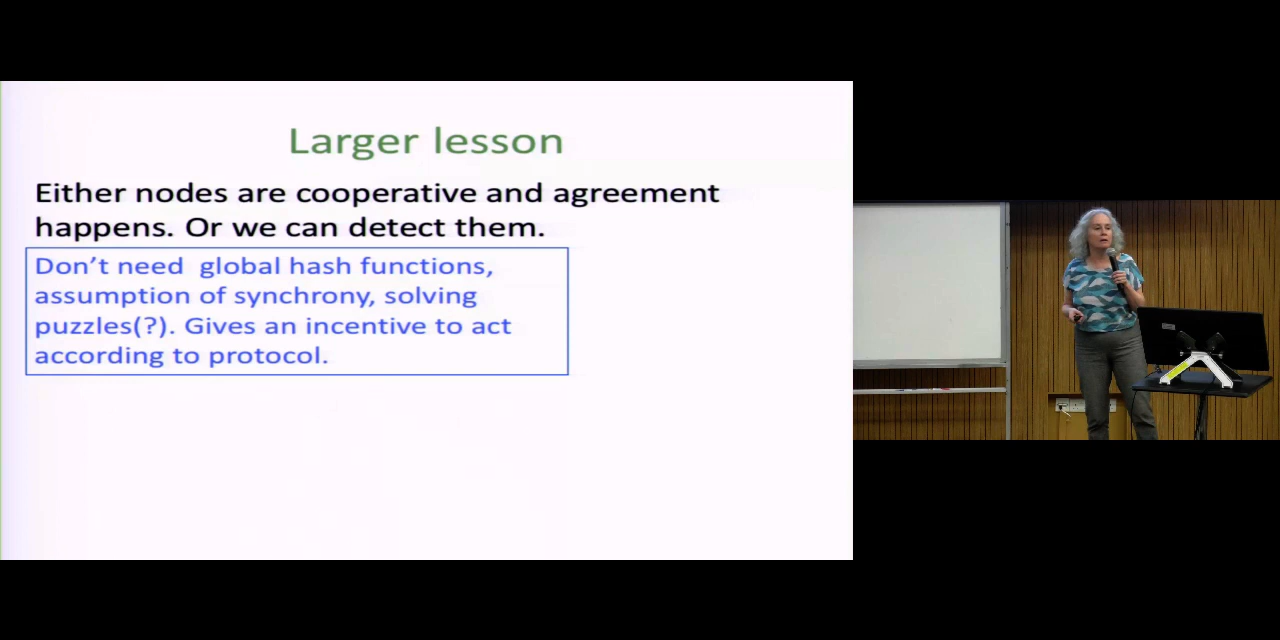 Larger lesson
Either nodes are cooperative and agreement
happens. Or we can detect them.
Don't need  global hash functions,
assumption of synchrony, solving
puzzles(?). Gives an incentive to act
according to protocol.